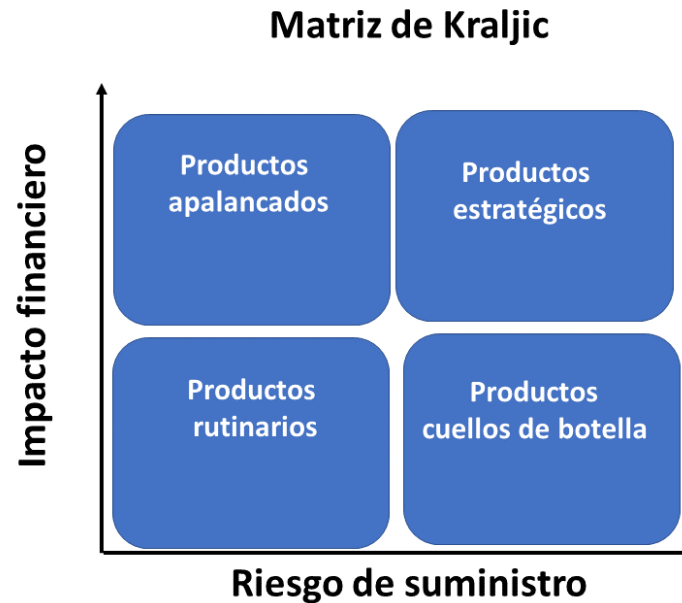 Matriz de Kraljic
Impacto financiero
Productos
apalancados
Productos
estratégicos
Productos
rutinarios
Productos
cuellos de botella
Riesgo de suministro